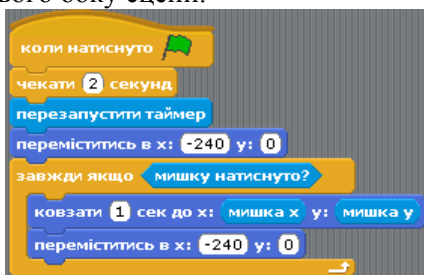 вого боку сцени.
коли натиснуто
чекати 2 секунд
перезапустити таймер
переміститись в x: -240 y: 0
завжди якщо мишку натиснуто?
ковзати 1 сек до x: мишка x y: мишка y
переміститись в x: -240 y: 0